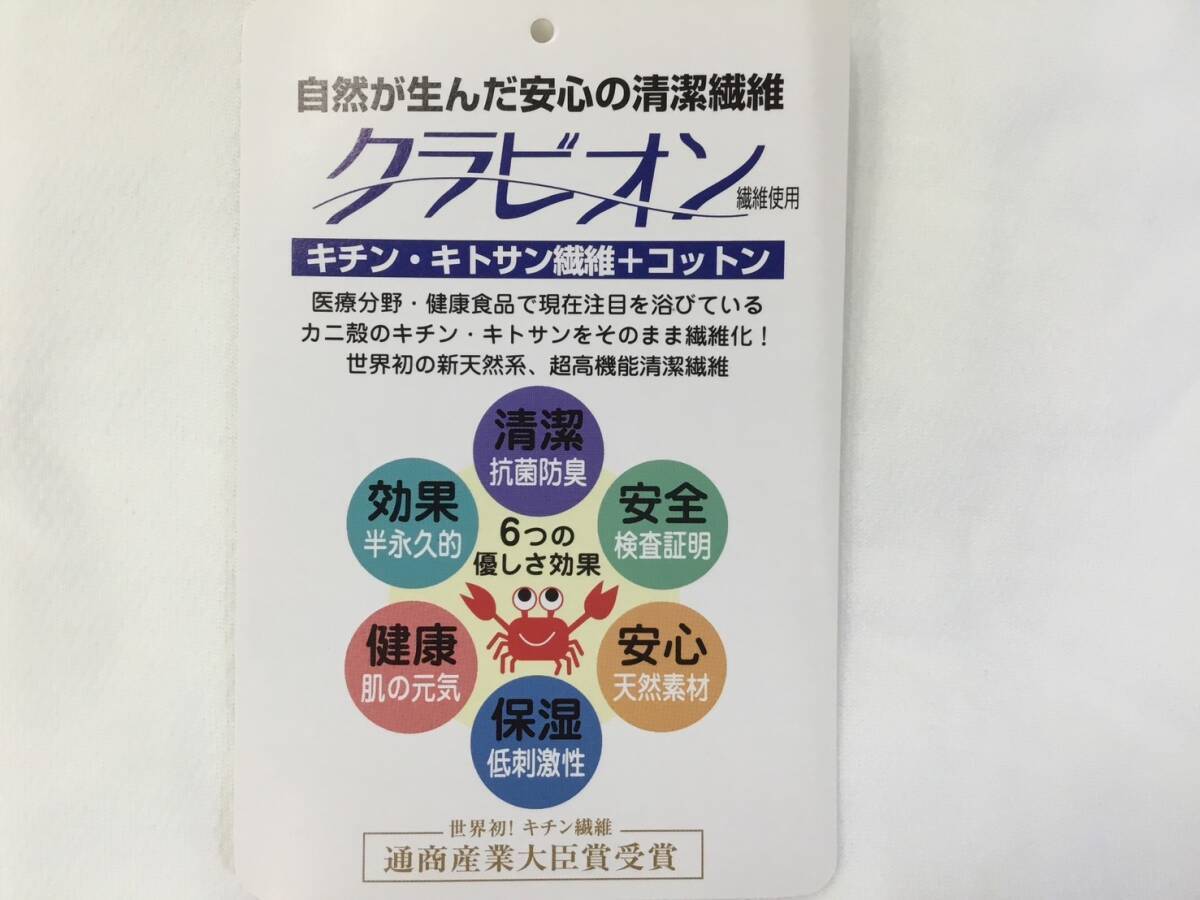 自然が生んだ安心の清潔繊維
クラビオン
繊維使用
キチン・キトサン繊維＋コットン
医療分野・健康食品で現在注目を浴びている
カニ殻のキチン・キトサンをそのまま繊維化！
世界初の新天然系、超高機能清潔繊維
清潔
抗菌防臭
効果
半永久的
安全
検査証明
6つの
優しさ効果
健康
肌の元気
安心
天然素材
保湿
低刺激性
世界初！キチン繊維
通商産業大臣賞受賞